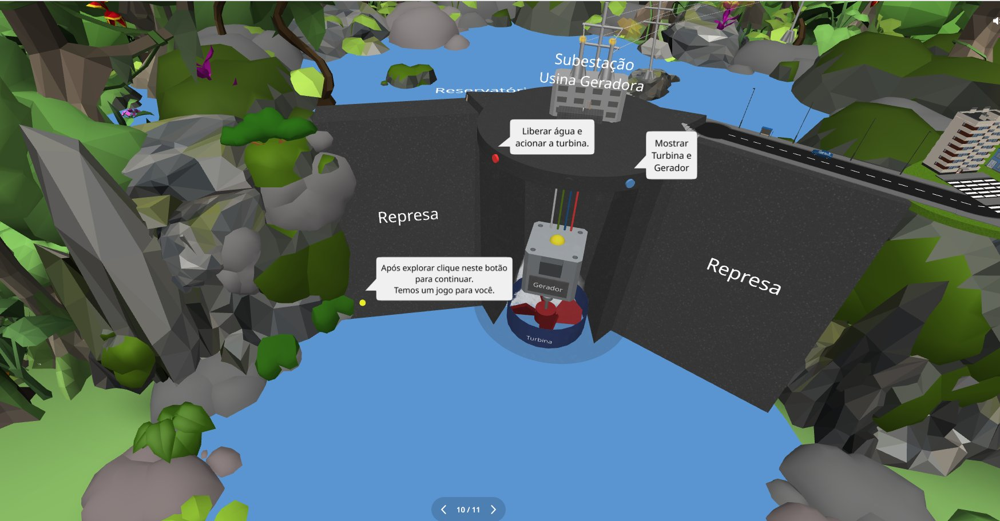 Subestação
Usina Geradora
Liberar água e
acionar a turbina.
Mostrar
Turbina e
Gerador
Represa
Após explorar clique neste botão
para continuar.
Temos um jogo para você.
Represa
Gerador
Turbina
10 / 11